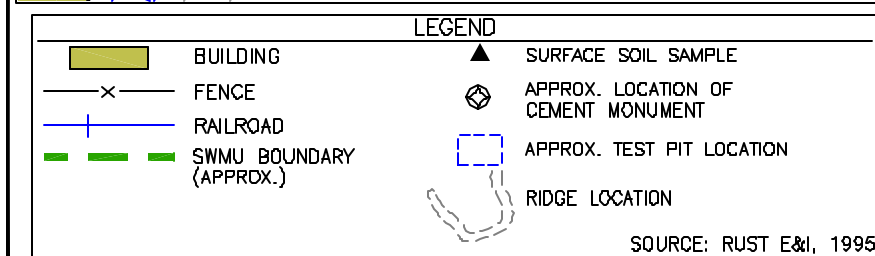 LEGEND
BUILDING
FENCE
RAILROAD
SWMU BOUNDARY
(APPROX.)
SURFACE SOIL SAMPLE
APPROX. LOCATION OF
CEMENT MONUMENT
APPROX. TEST PIT LOCATION
RIDGE LOCATION
SOURCE: RUST E&I, 1995